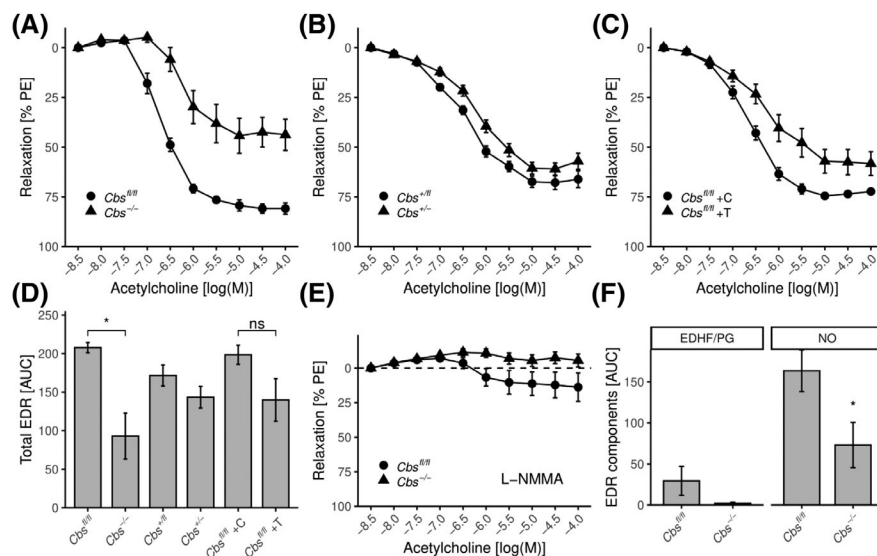 (A)
0
25
50
75
100
Relaxation [% PE]
Cbs^fl/fl
Cbs^−/−
−8.5 −8.0 −7.5 −7.0 −6.5 −6.0 −5.5 −5.0 −4.5 −4.0
Acetylcholine [log(M)]
(B)
0
25
50
75
100
Relaxation [% PE]
Cbs^+/fl
Cbs^+/−
−8.5 −8.0 −7.5 −7.0 −6.5 −6.0 −5.5 −5.0 −4.5 −4.0
Acetylcholine [log(M)]
(C)
0
25
50
75
100
Relaxation [% PE]
Cbs^fl/fl +C
Cbs^fl/fl +T
−8.5 −8.0 −7.5 −7.0 −6.5 −6.0 −5.5 −5.0 −4.5 −4.0
Acetylcholine [log(M)]
(D)
250
200
150
100
50
0
Total EDR [AUC]
*
ns
Cbs^fl/fl
Cbs^−/−
Cbs^+/fl
Cbs^+/−
Cbs^fl/fl +C
Cbs^fl/fl +T
(E)
0
25
50
75
100
Relaxation [% PE]
Cbs^fl/fl
Cbs^−/−
L−NMMA
−8.5 −8.0 −7.5 −7.0 −6.5 −6.0 −5.5 −5.0 −4.5 −4.0
Acetylcholine [log(M)]
(F)
EDHF/PG
NO
150
100
50
0
EDR components [AUC]
*
Cbs^fl/fl
Cbs^−/−
Cbs^fl/fl
Cbs^−/−